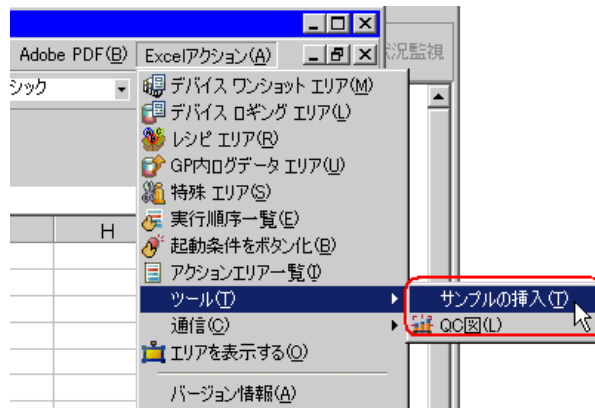 Adobe PDF(B) Excelアクション(A)
況監視
シック
デバイス ワンショット エリア(M)
デバイス ロギング エリア(L)
レシピ エリア(R)
GP内ログデータ エリア(U)
特殊 エリア(S)
実行順序一覧(E)
H
起動条件をボタン化(B)
アクションエリア一覧(I)
ツール(T)
サンプルの挿入(T)
通信(C)
QC図(L)
エリアを表示する(O)
バージョン情報(A)